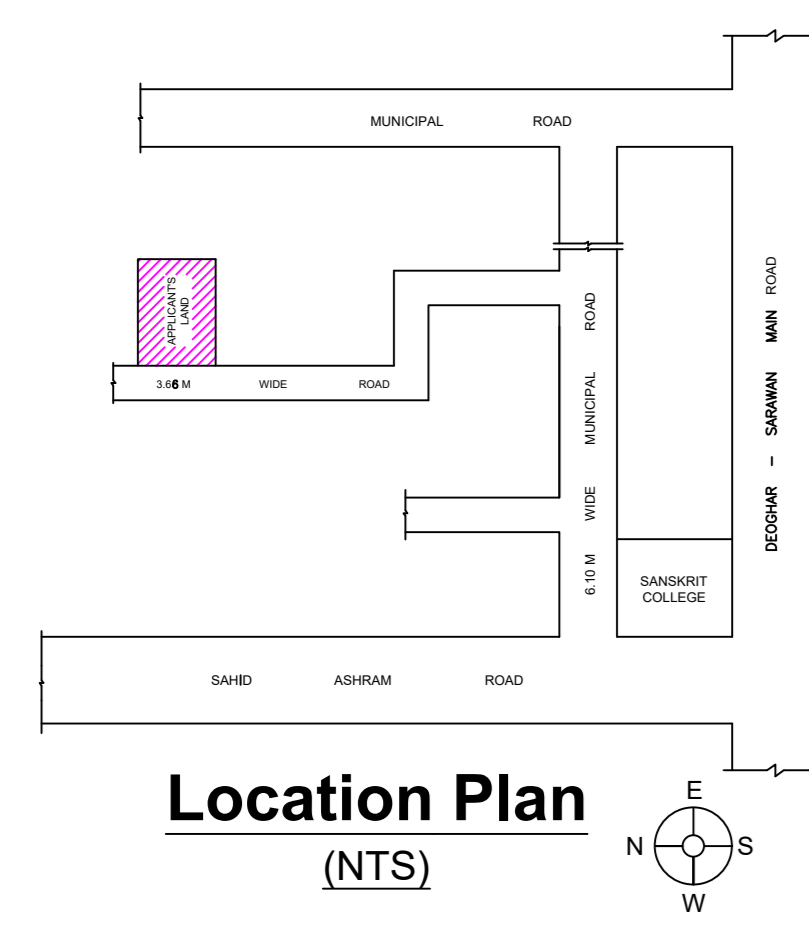 MUNICIPAL ROAD
APPLICANT'S
LAND
3.66 M WIDE ROAD
6.10 M WIDE MUNICIPAL ROAD
DEOGHAR – SARAWAN MAIN ROAD
SANSKRIT
COLLEGE
SAHID ASHRAM ROAD
Location Plan
(NTS)
E
N S
W